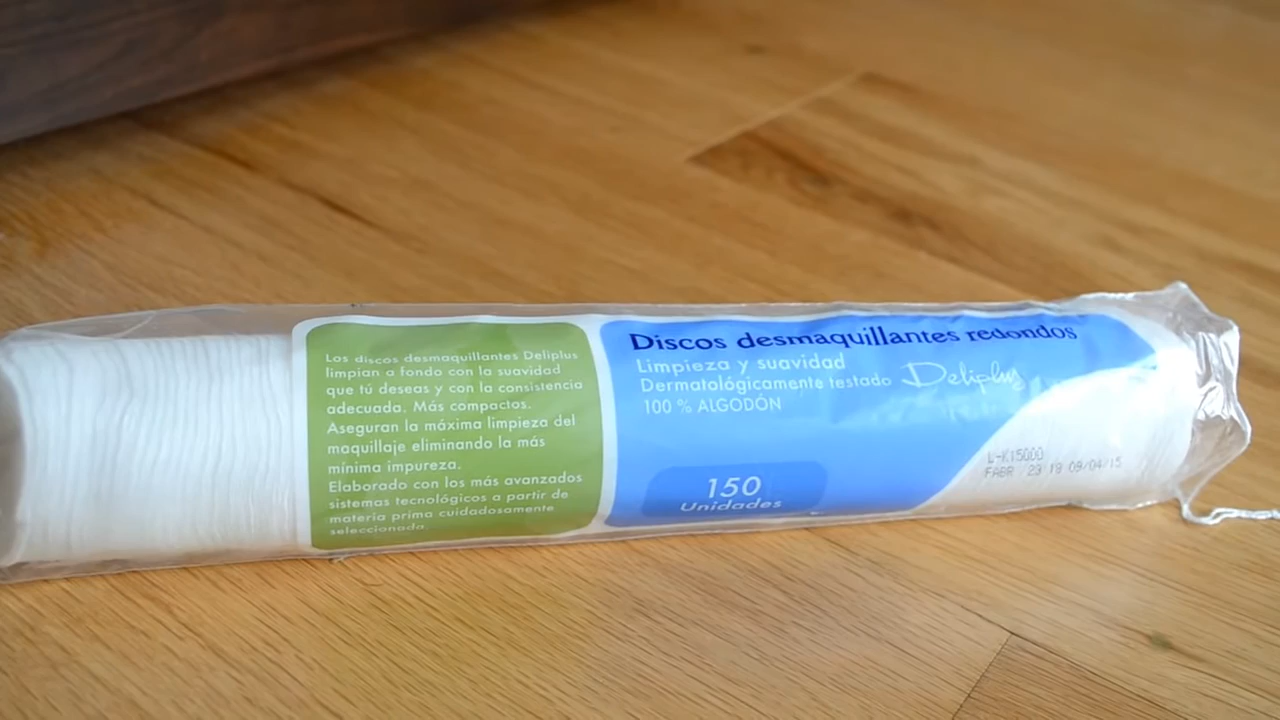 Los discos desmaquillantes Deliplus
limpian a fondo con la suavidad
que tú deseas y con la consistencia
adecuada. Más compactos.
Aseguran la máxima limpieza del
maquillaje eliminando la más
mínima impureza.
Elaborado con los más avanzados
sistemas tecnológicos a partir de
materia prima cuidadosamente
seleccionada.
Discos desmaquillantes redondos
Limpieza y suavidad
Dermatológicamente testado
100 % ALGODÓN
Deliplus
150
Unidades
L-K15000
FABR 23 19 09/04/15